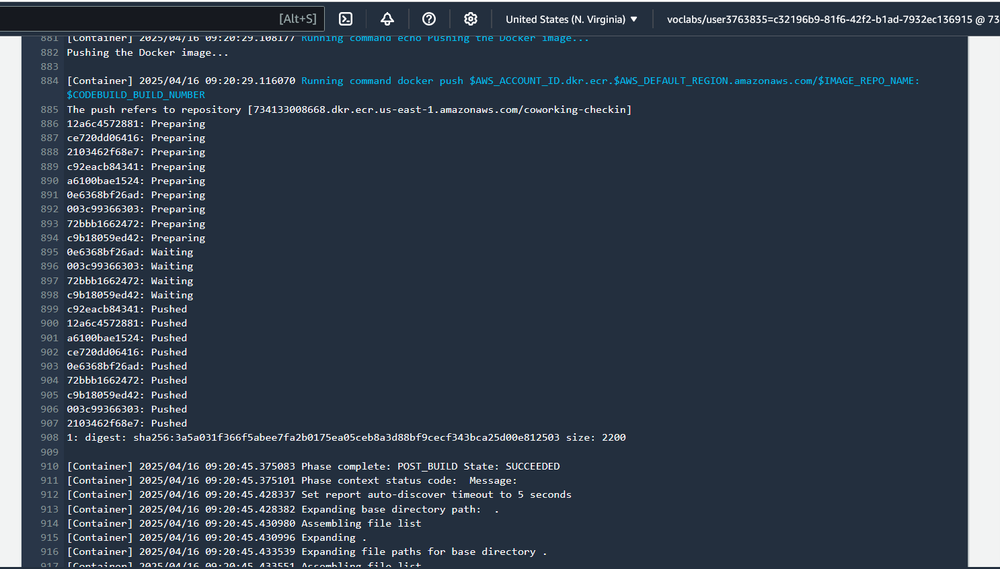 [Alt+S] United States (N. Virginia) ▼ voclabs/user3763835=c32196b9-81f6-42f2-b1ad-7932ec136915 @ 73
881 [Container] 2025/04/16 09:20:29.108177 Running command echo Pushing the Docker image...
882 Pushing the Docker image...
883
884 [Container] 2025/04/16 09:20:29.116070 Running command docker push $AWS_ACCOUNT_ID.dkr.ecr.$AWS_DEFAULT_REGION.amazonaws.com/$IMAGE_REPO_NAME:
$CODEBUILD_BUILD_NUMBER
885 The push refers to repository [734133008668.dkr.ecr.us-east-1.amazonaws.com/coworking-checkin]
886 12a6c4572881: Preparing
887 ce720dd06416: Preparing
888 2103462f68e7: Preparing
889 c92eacb84341: Preparing
890 a6100bae1524: Preparing
891 0e6368bf26ad: Preparing
892 003c99366303: Preparing
893 72bbb1662472: Preparing
894 c9b18059ed42: Preparing
895 0e6368bf26ad: Waiting
896 003c99366303: Waiting
897 72bbb1662472: Waiting
898 c9b18059ed42: Waiting
899 c92eacb84341: Pushed
900 12a6c4572881: Pushed
901 a6100bae1524: Pushed
902 ce720dd06416: Pushed
903 0e6368bf26ad: Pushed
904 72bbb1662472: Pushed
905 c9b18059ed42: Pushed
906 003c99366303: Pushed
907 2103462f68e7: Pushed
908 1: digest: sha256:3a5a031f366f5abee7fa2b0175ea05ceb8a3d88bf9cecf343bca25d00e812503 size: 2200
909
910 [Container] 2025/04/16 09:20:45.375083 Phase complete: POST_BUILD State: SUCCEEDED
911 [Container] 2025/04/16 09:20:45.375101 Phase context status code:  Message:
912 [Container] 2025/04/16 09:20:45.428337 Set report auto-discover timeout to 5 seconds
913 [Container] 2025/04/16 09:20:45.428382 Expanding base directory path:  .
914 [Container] 2025/04/16 09:20:45.430980 Assembling file list
915 [Container] 2025/04/16 09:20:45.430996 Expanding .
916 [Container] 2025/04/16 09:20:45.433539 Expanding file paths for base directory .
917 [Container] 2025/04/16 09:20:45.433551 Assembling file list